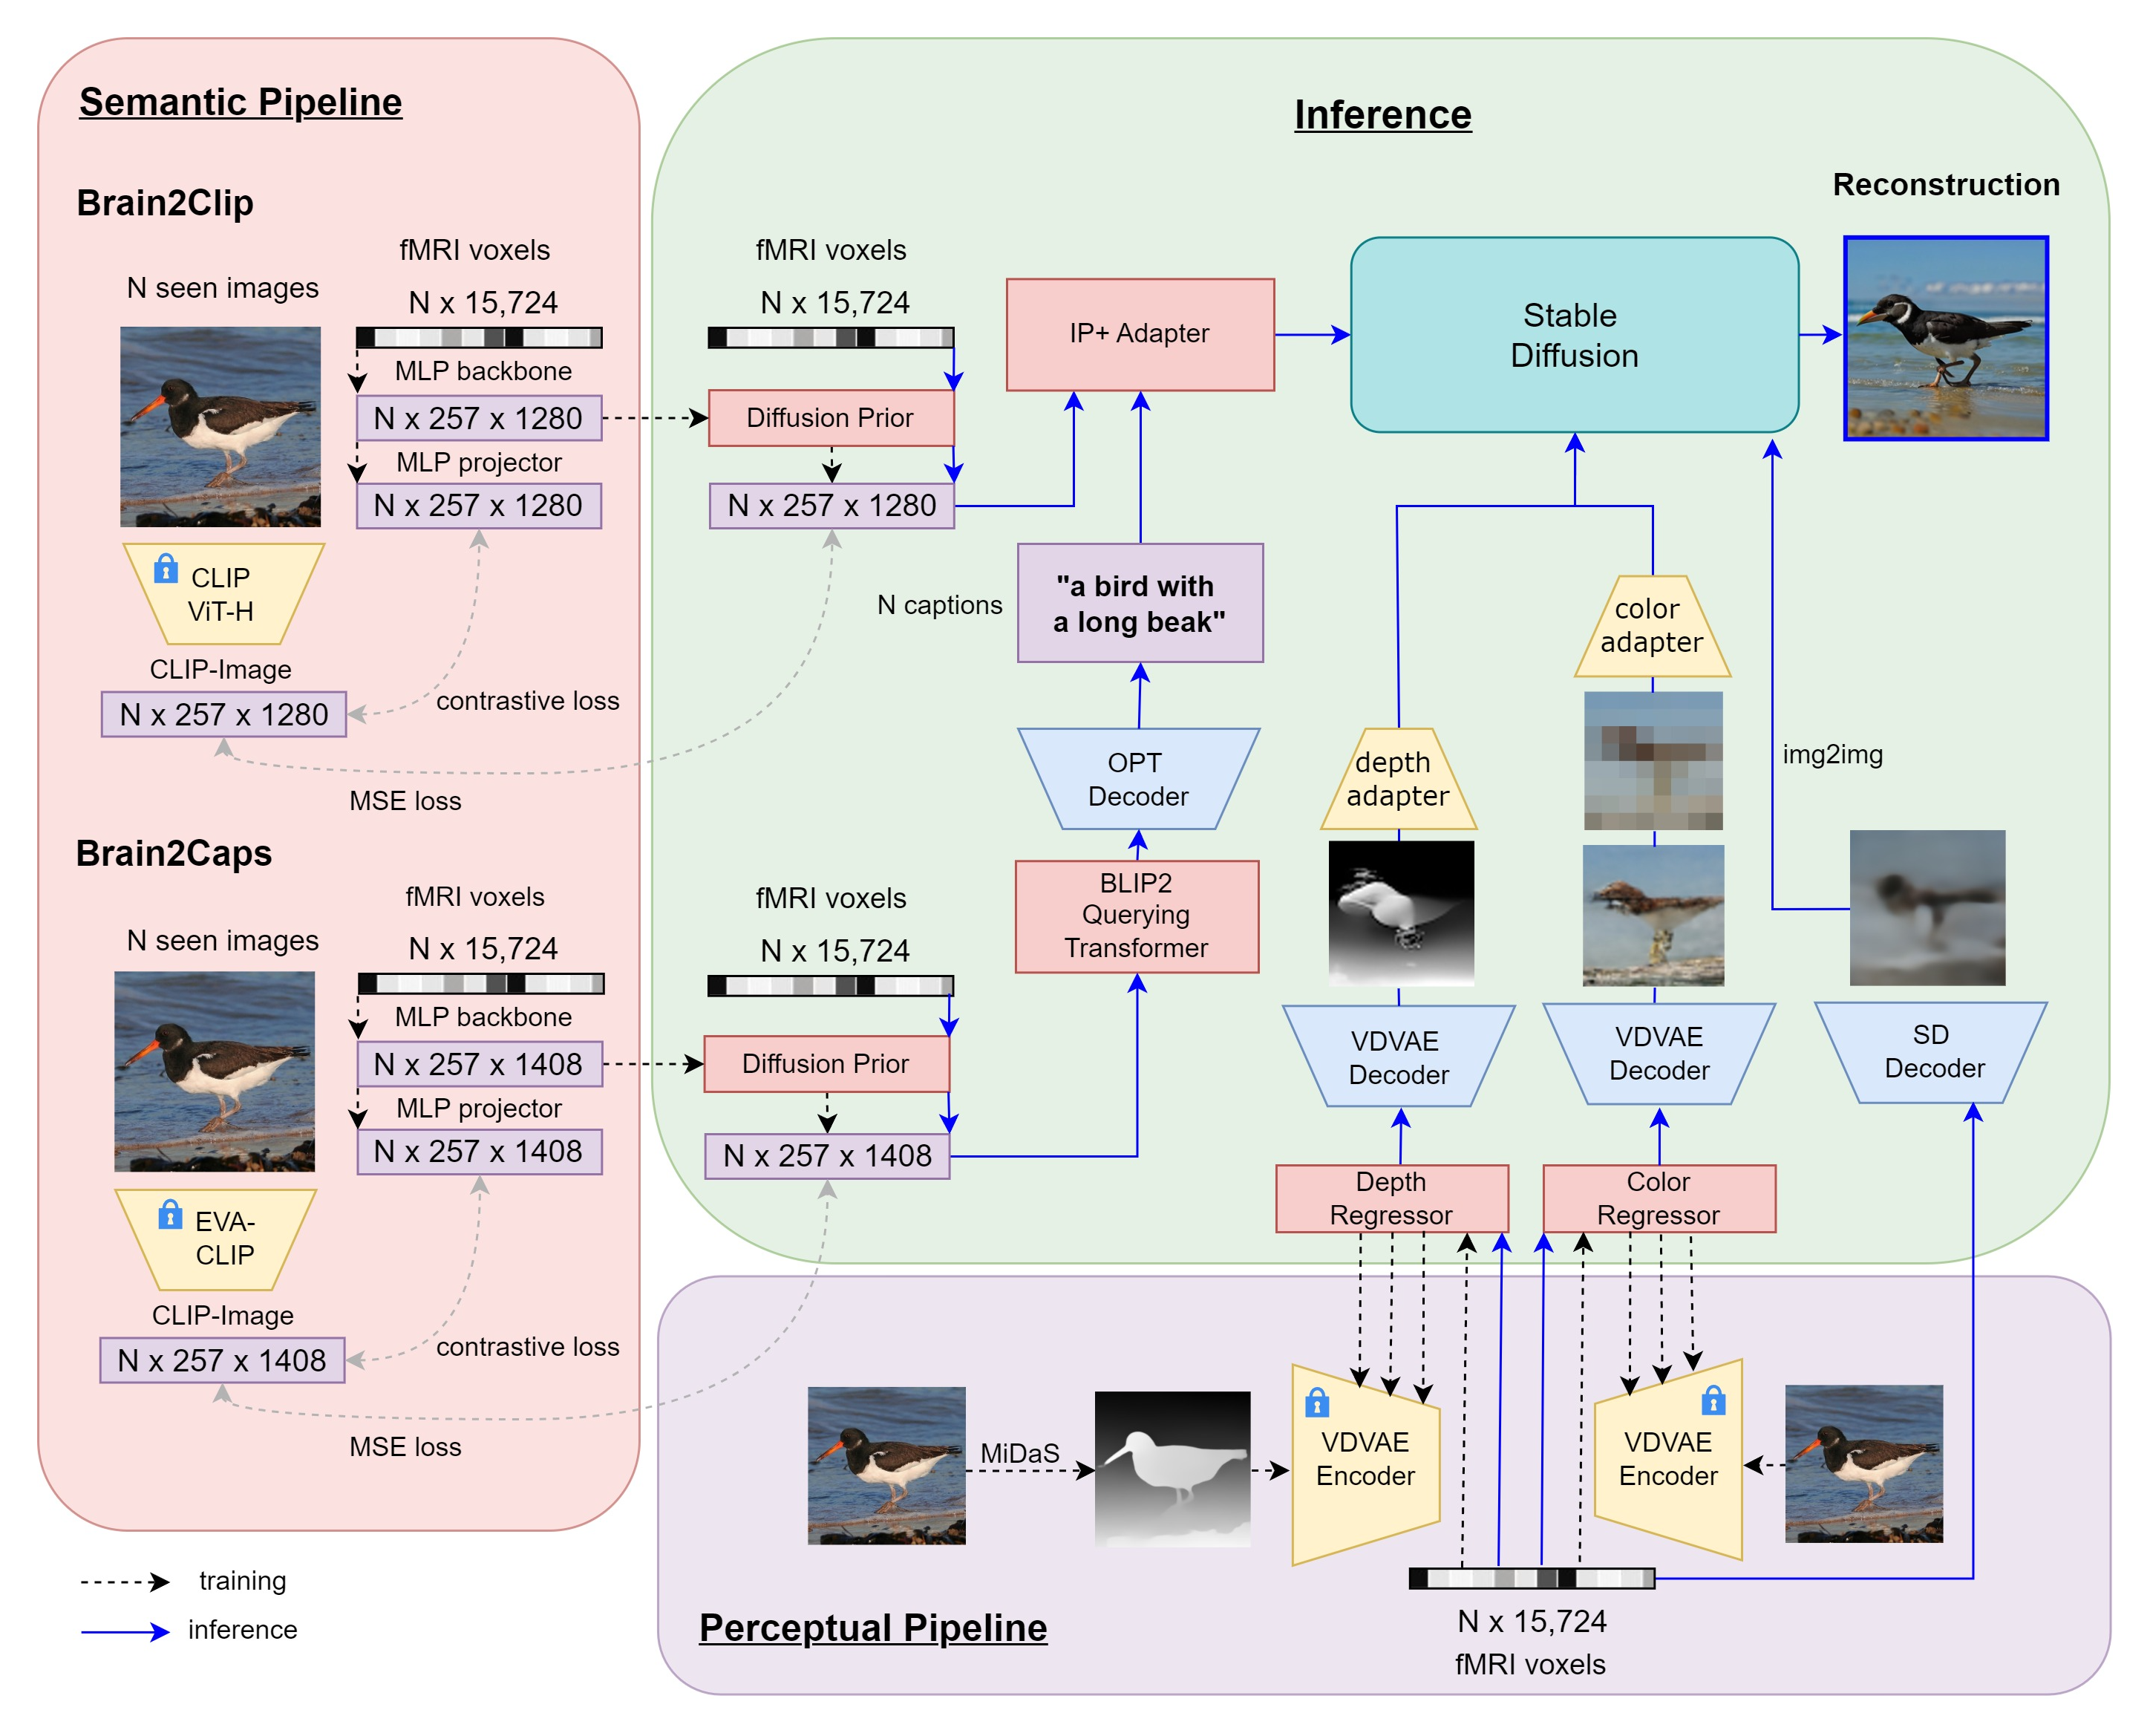 Semantic Pipeline
Brain2Clip
N seen images
fMRI voxels
N x 15,724
MLP backbone
N x 257 x 1280
MLP projector
N x 257 x 1280
CLIP
ViT-H
CLIP-Image
N x 257 x 1280
contrastive loss
MSE loss
Brain2Caps
N seen images
fMRI voxels
N x 15,724
MLP backbone
N x 257 x 1408
MLP projector
N x 257 x 1408
EVA-
CLIP
CLIP-Image
N x 257 x 1408
contrastive loss
MSE loss
training
inference
Inference
fMRI voxels
N x 15,724
Diffusion Prior
N x 257 x 1280
IP+ Adapter
Stable
Diffusion
Reconstruction
N captions
"a bird with
a long beak"
OPT
Decoder
BLIP2
Querying
Transformer
fMRI voxels
N x 15,724
Diffusion Prior
N x 257 x 1408
color
adapter
depth
adapter
img2img
VDVAE
Decoder
VDVAE
Decoder
SD
Decoder
Depth
Regressor
Color
Regressor
MiDaS
VDVAE
Encoder
VDVAE
Encoder
N x 15,724
fMRI voxels
Perceptual Pipeline